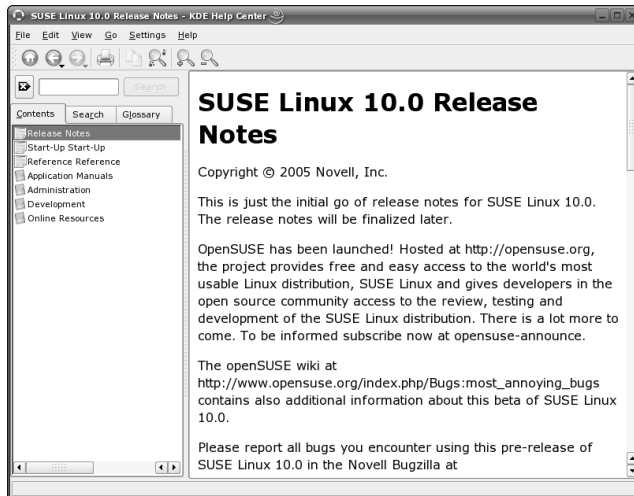 SUSE Linux 10.0 Release Notes - KDE Help Center
File Edit View Go Settings Help
Search
Contents Search Glossary
Release Notes
Start-Up Start-Up
Reference Reference
Application Manuals
Administration
Development
Online Resources
SUSE Linux 10.0 Release
Notes
Copyright © 2005 Novell, Inc.
This is just the initial go of release notes for SUSE Linux 10.0.
The release notes will be finalized later.
OpenSUSE has been launched! Hosted at http://opensuse.org,
the project provides free and easy access to the world's most
usable Linux distribution, SUSE Linux and gives developers in the
open source community access to the review, testing and
development of the SUSE Linux distribution. There is a lot more to
come. To be informed subscribe now at opensuse-announce.
The openSUSE wiki at
http://www.opensuse.org/index.php/Bugs:most_annoying_bugs
contains also additional information about this beta of SUSE Linux
10.0.
Please report all bugs you encounter using this pre-release of
SUSE Linux 10.0 in the Novell Bugzilla at